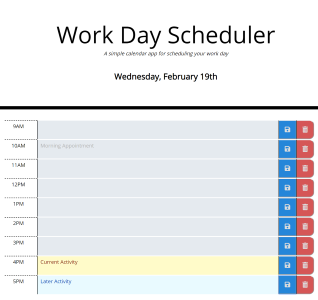 Work Day Scheduler
A simple calendar app for scheduling your work day
Wednesday, February 19th
9AM
10AM Morning Appointment
11AM
12PM
1PM
2PM
3PM
4PM Current Activity
5PM Later Activity